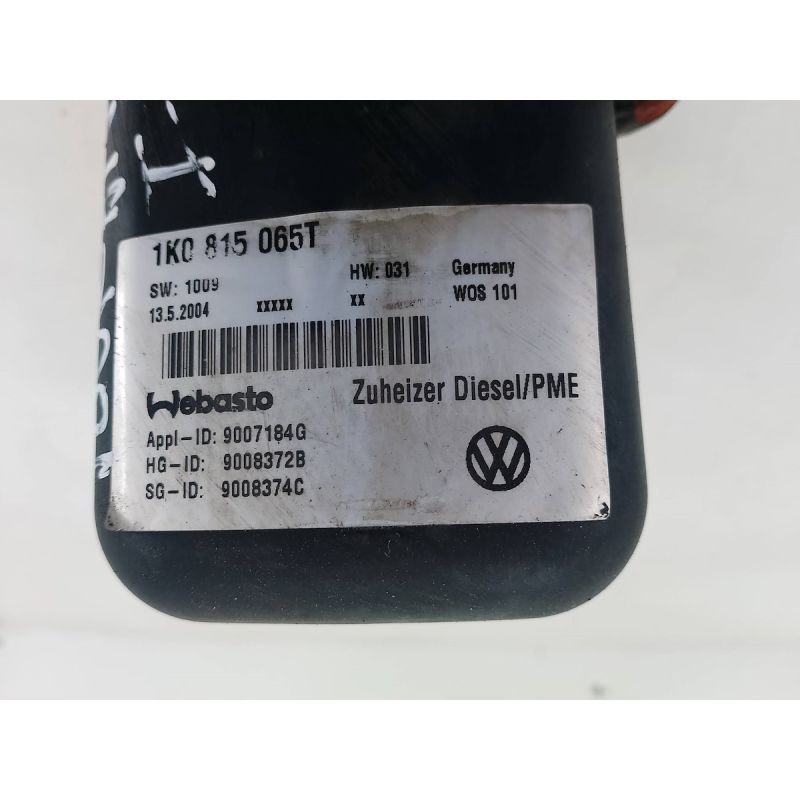 1K0 815 065T
SW: 1009 HW: 031 Germany
13.5.2004 xxxxx xx WOS 101
Webasto Zuheizer Diesel/PME
Appl-ID: 9007184G
HG-ID: 9008372B
SG-ID: 9008374C
VW